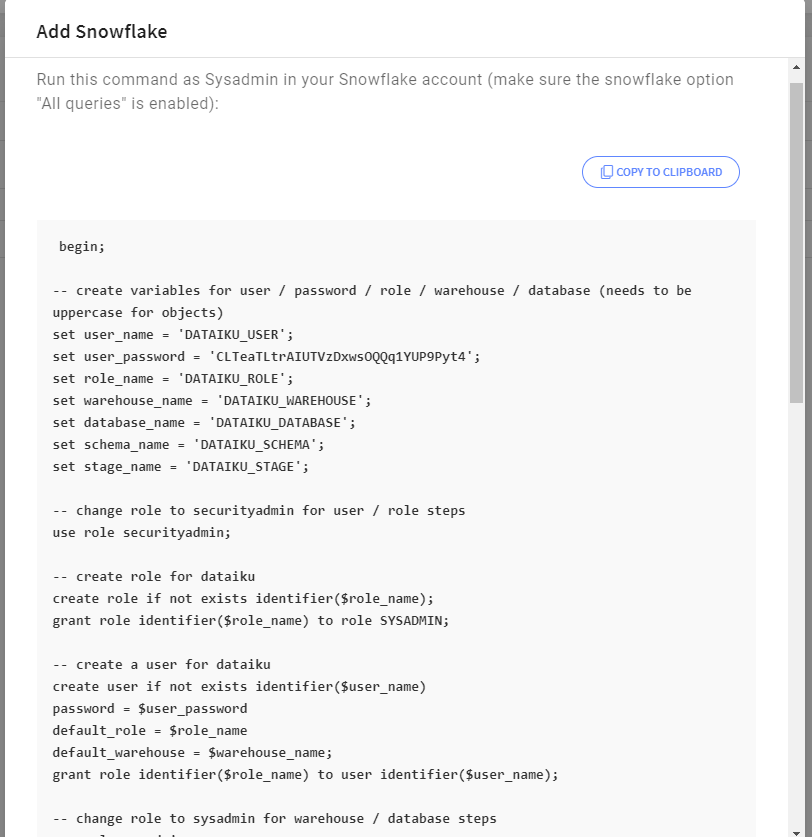 Add Snowflake
Run this command as Sysadmin in your Snowflake account (make sure the snowflake option
"All queries" is enabled):
COPY TO CLIPBOARD
begin;
-- create variables for user / password / role / warehouse / database (needs to be
uppercase for objects)
set user_name = 'DATAIKU_USER';
set user_password = 'CLTeaTLtrAIUTVzDxwsOQQq1YUP9Pyt4';
set role_name = 'DATAIKU_ROLE';
set warehouse_name = 'DATAIKU_WAREHOUSE';
set database_name = 'DATAIKU_DATABASE';
set schema_name = 'DATAIKU_SCHEMA';
set stage_name = 'DATAIKU_STAGE';
-- change role to securityadmin for user / role steps
use role securityadmin;
-- create role for dataiku
create role if not exists identifier($role_name);
grant role identifier($role_name) to role SYSADMIN;
-- create a user for dataiku
create user if not exists identifier($user_name)
password = $user_password
default_role = $role_name
default_warehouse = $warehouse_name;
grant role identifier($role_name) to user identifier($user_name);
-- change role to sysadmin for warehouse / database steps